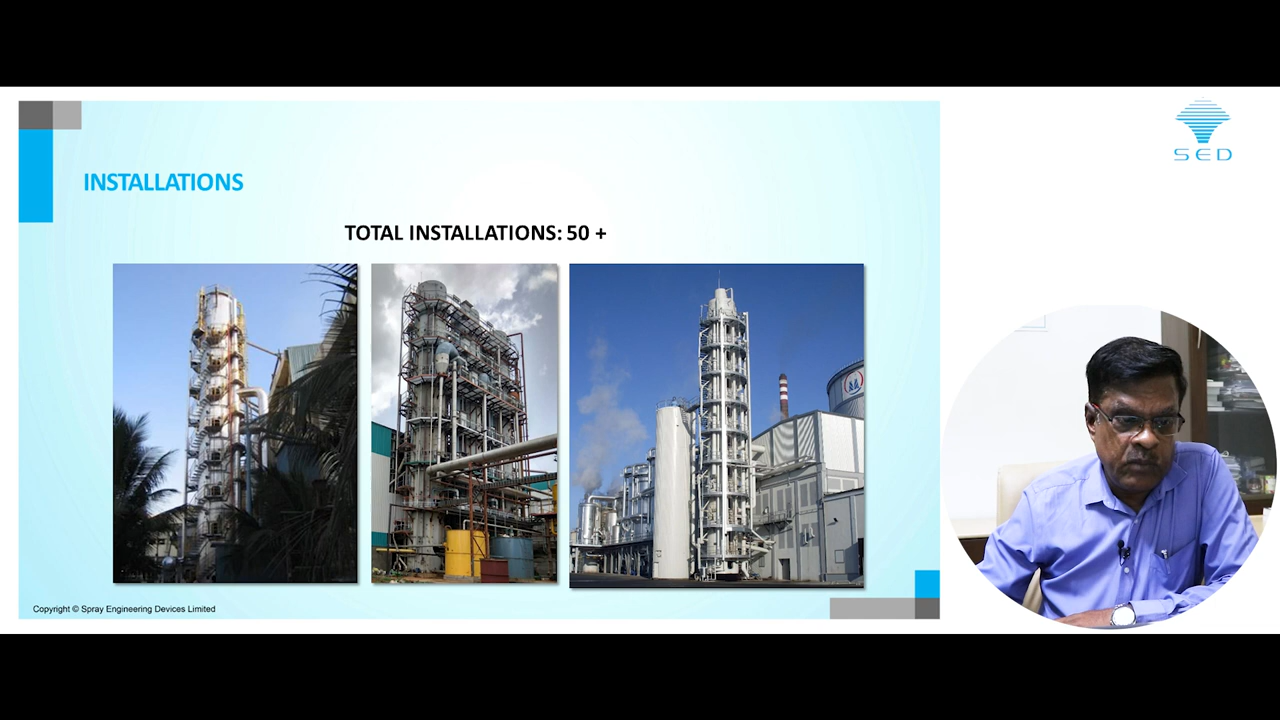 SED
INSTALLATIONS
TOTAL INSTALLATIONS: 50 +
Copyright © Spray Engineering Devices Limited